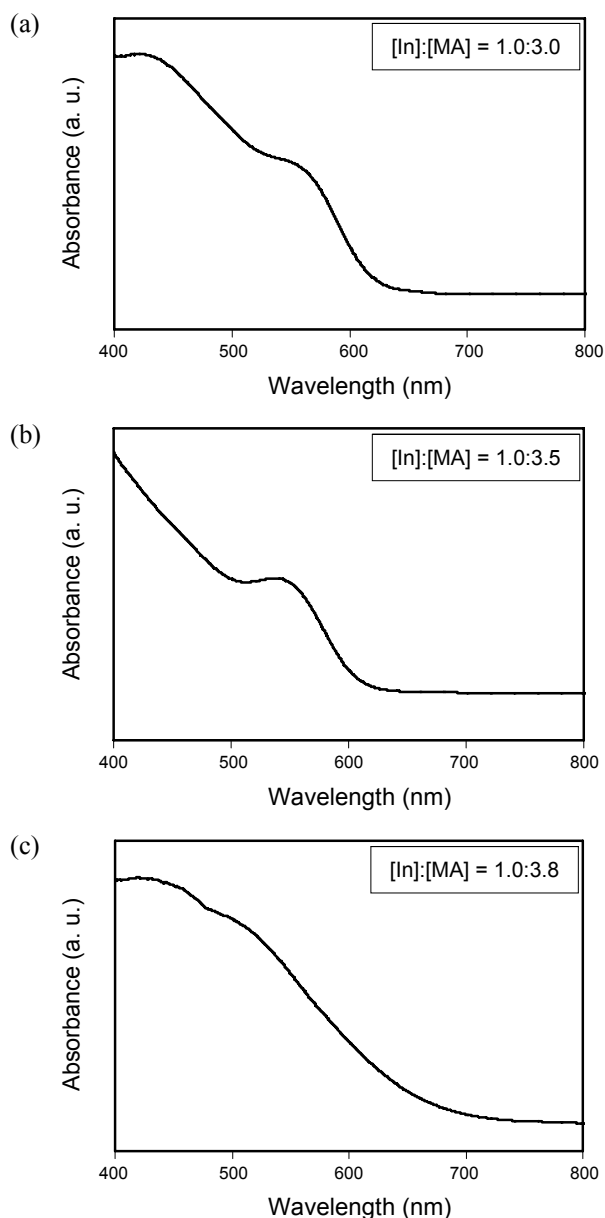 (a)
[In]:[MA] = 1.0:3.0
Absorbance (a. u.)
400 500 600 700 800
Wavelength (nm)
(b)
[In]:[MA] = 1.0:3.5
Absorbance (a. u.)
400 500 600 700 800
Wavelength (nm)
(c)
[In]:[MA] = 1.0:3.8
Absorbance (a. u.)
400 500 600 700 800
Wavelength (nm)